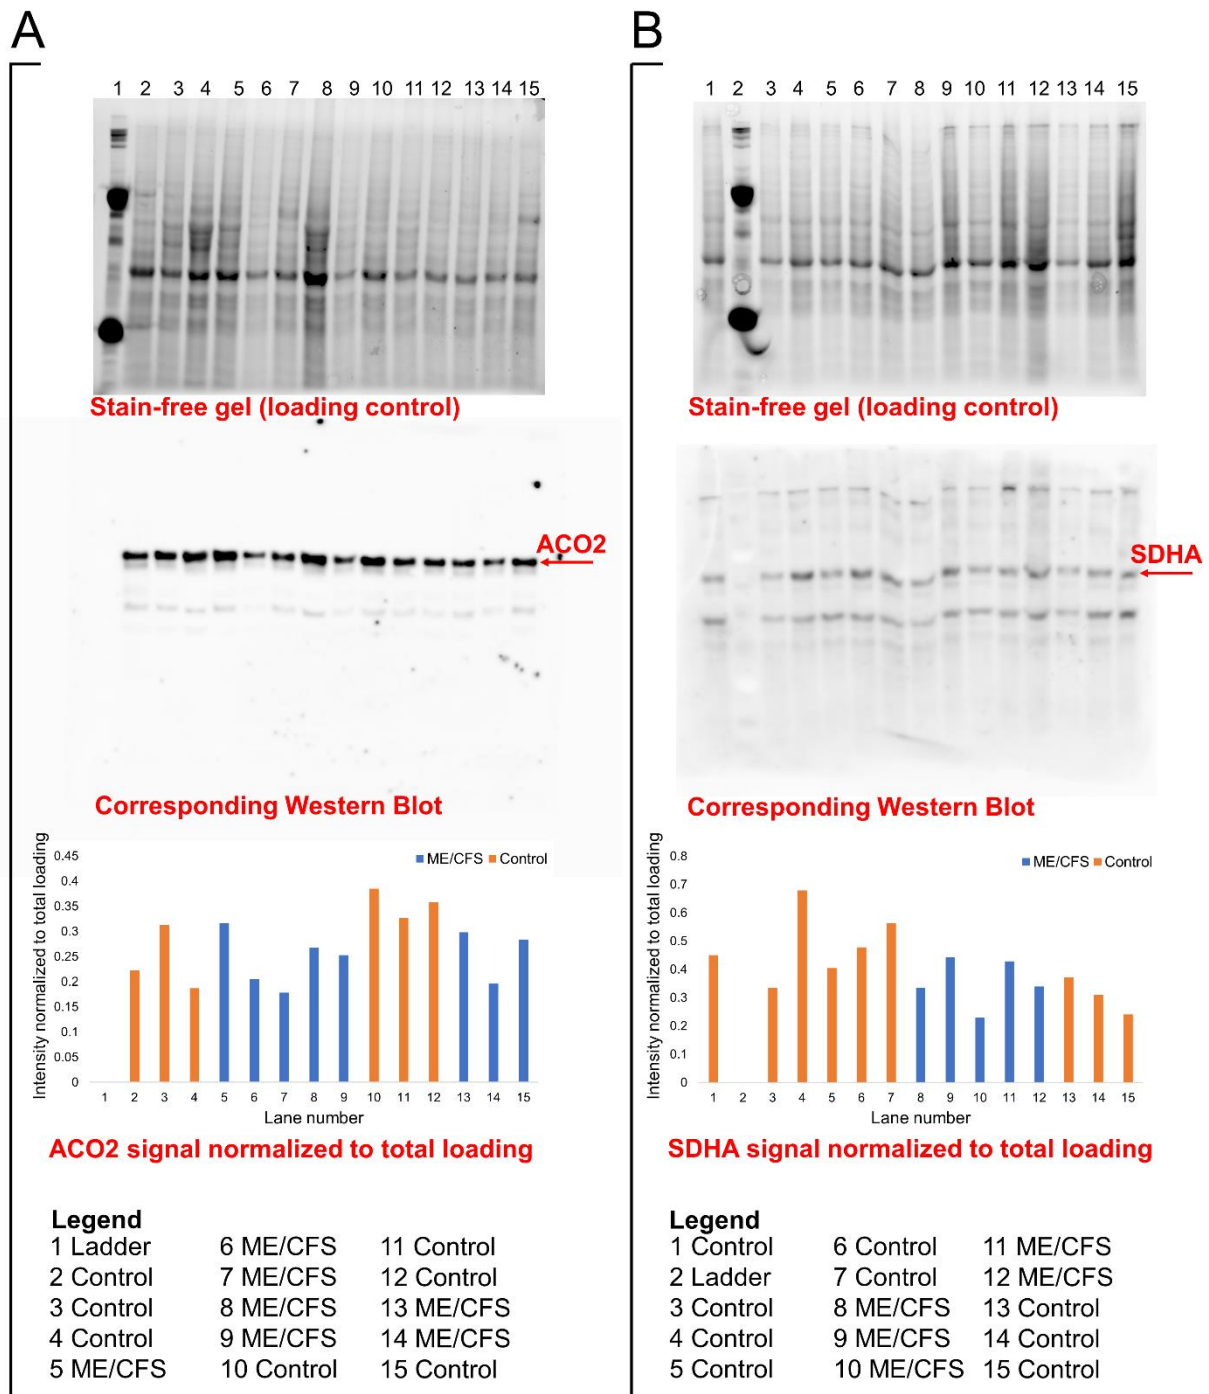 A
1 2 3 4 5 6 7 8 9 10 11 12 13 14 15
Stain-free gel (loading control)
ACO2
Corresponding Western Blot
Intensity normalized to total loading
ME/CFS Control
0.45
0.4
0.35
0.3
0.25
0.2
0.15
0.1
0.05
0
1 2 3 4 5 6 7 8 9 10 11 12 13 14 15
Lane number
ACO2 signal normalized to total loading
Legend
1 Ladder 6 ME/CFS 11 Control
2 Control 7 ME/CFS 12 Control
3 Control 8 ME/CFS 13 ME/CFS
4 Control 9 ME/CFS 14 ME/CFS
5 ME/CFS 10 Control 15 Control
B
1 2 3 4 5 6 7 8 9 10 11 12 13 14 15
Stain-free gel (loading control)
SDHA
Corresponding Western Blot
Intensity normalized to total loading
ME/CFS Control
0.8
0.7
0.6
0.5
0.4
0.3
0.2
0.1
0
1 2 3 4 5 6 7 8 9 10 11 12 13 14 15
Lane number
SDHA signal normalized to total loading
Legend
1 Control 6 Control 11 ME/CFS
2 Ladder 7 Control 12 ME/CFS
3 Control 8 ME/CFS 13 Control
4 Control 9 ME/CFS 14 Control
5 Control 10 ME/CFS 15 Control